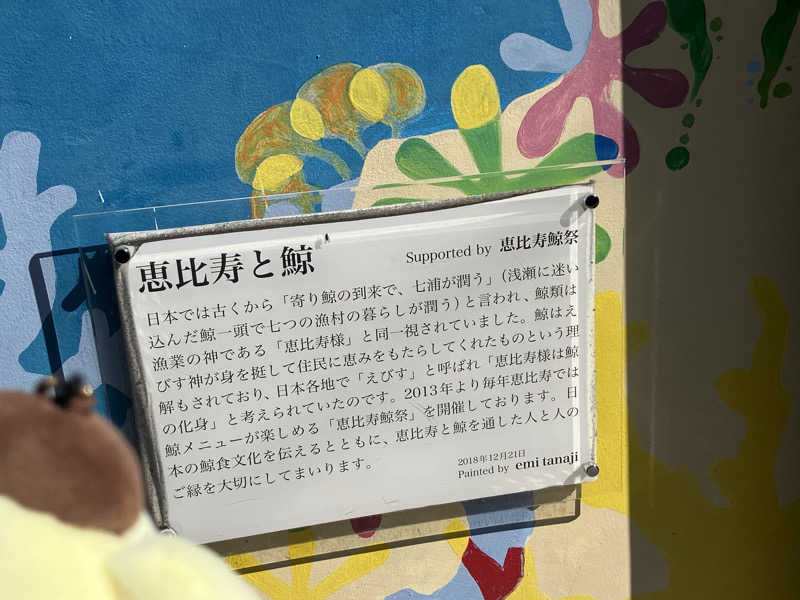 恵比寿と鯨
Supported by 恵比寿鯨祭
日本では古くから「寄り鯨の到来で、七浦が潤う」(浅瀬に迷い
込んだ鯨一頭で七つの漁村の暮らしが潤う)と言われ、鯨類は
漁業の神である「恵比寿様」と同一視されていました。鯨はえ
びす神が身を挺して住民に恵みをもたらしてくれたものという理
解もされており、日本各地で「えびす」と呼ばれ「恵比寿様は鯨
の化身」と考えられていたのです。2013年より毎年恵比寿では
鯨メニューが楽しめる「恵比寿鯨祭」を開催しております。日
本の鯨食文化を伝えるとともに、恵比寿と鯨を通した人と人の
ご縁を大切にしてまいります。
2018年12月21日
Painted by emi tanaji